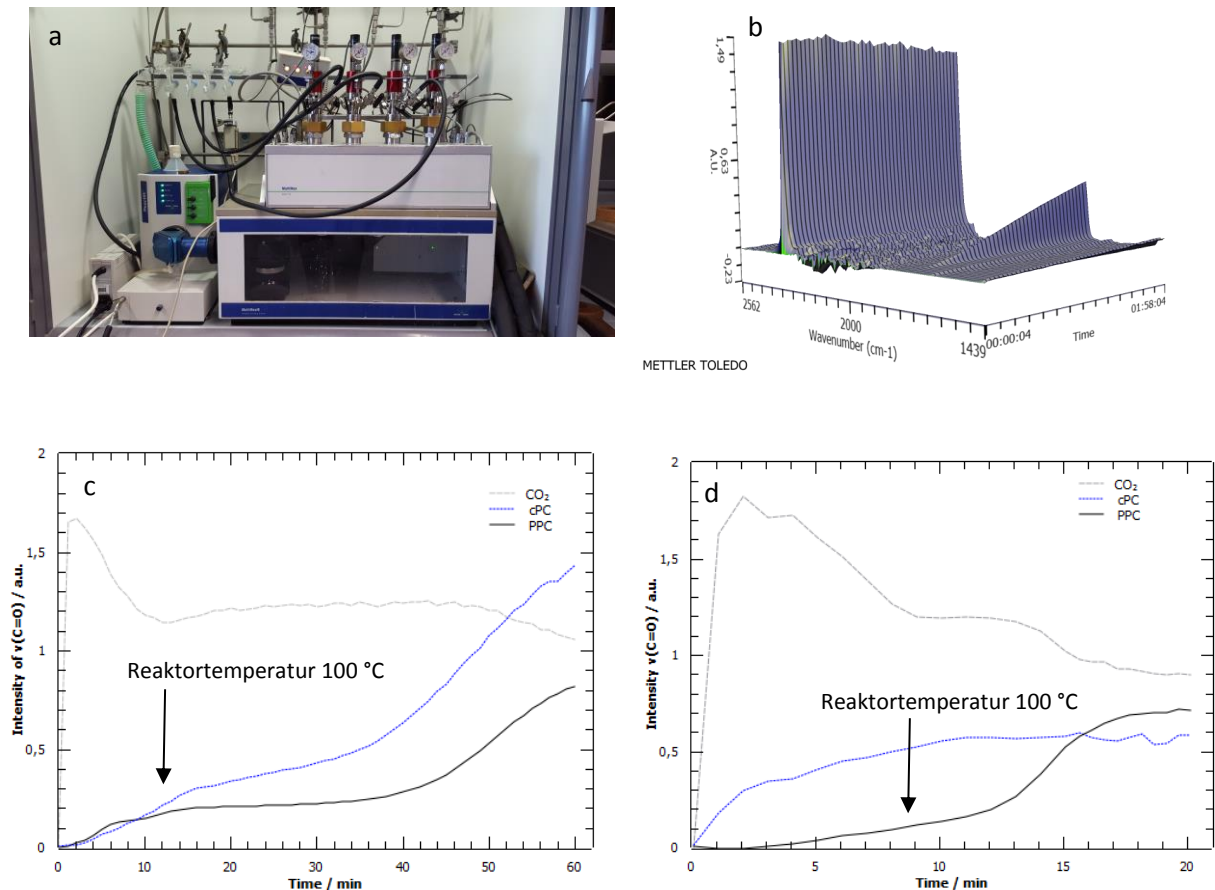 a
b
1,49
0,63
A.U.
-0,23
2562
2000
1439
Wavenumber (cm-1)
00:00:04
Time
01:58:04
METTLER TOLEDO
c
2
1,5
1
0,5
0
Intensity of ν(C=O) / a.u.
CO₂
cPC
PPC
Reaktortemperatur 100 °C
0 10 20 30 40 50 60
Time / min
d
2
1,5
1
0,5
0
Intensity ν(C=O) / a.u.
CO₂
cPC
PPC
Reaktortemperatur 100 °C
0 5 10 15 20
Time / min